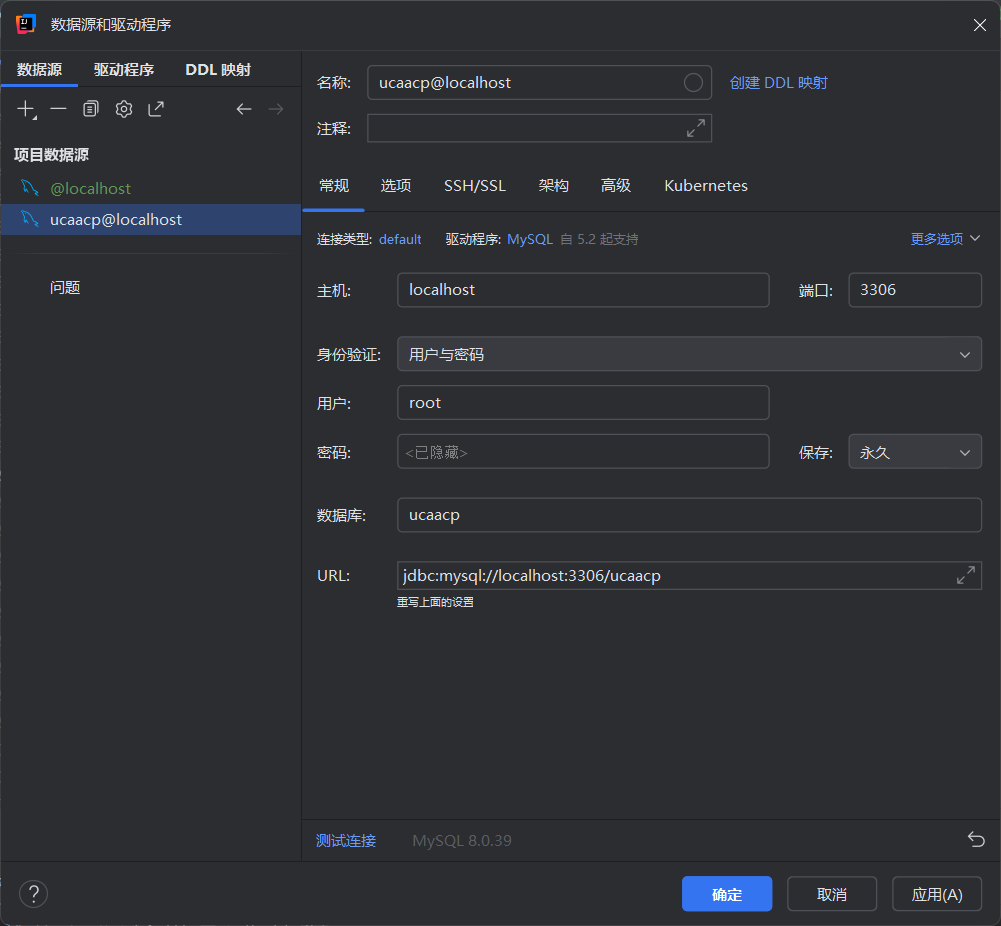 数据源和驱动程序
数据源 驱动程序 DDL 映射
项目数据源
@localhost
ucaacp@localhost
问题
名称: ucaacp@localhost 创建 DDL 映射
注释:
常规 选项 SSH/SSL 架构 高级 Kubernetes
连接类型: default 驱动程序: MySQL 自 5.2 起支持 更多选项
主机: localhost 端口: 3306
身份验证: 用户与密码
用户: root
密码: <已隐藏> 保存: 永久
数据库: ucaacp
URL: jdbc:mysql://localhost:3306/ucaacp
重写上面的设置
测试连接 MySQL 8.0.39
? 确定 取消 应用(A)